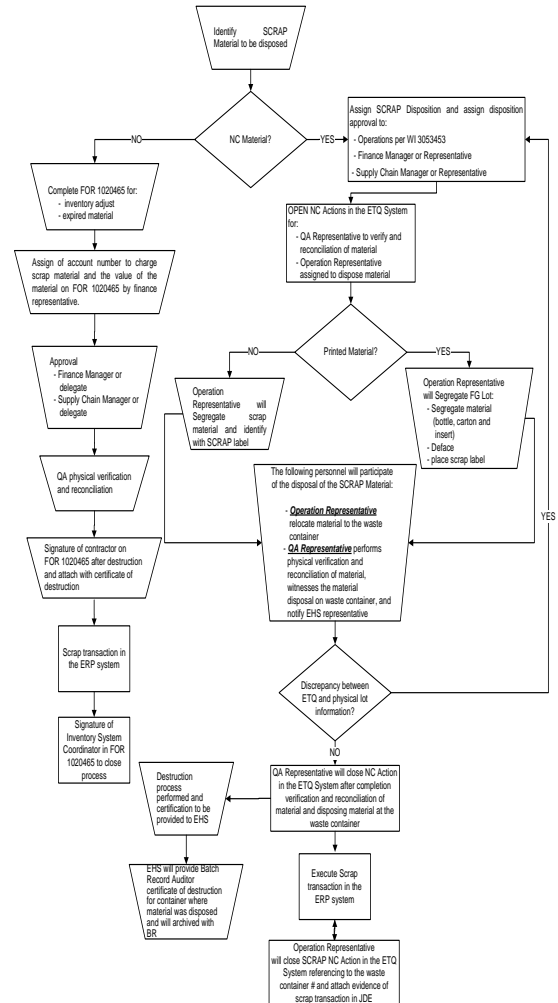 Identify SCRAP
Material to be disposed
NC Material?
NO
YES
Assign SCRAP Disposition and assign disposition
approval to:
- Operations per WI 3053453
- Finance Manager or Representative
- Supply Chain Manager or Representative
Complete FOR 1020465 for:
- inventory adjust
- expired material
OPEN NC Actions in the ETQ System
for:
- QA Representative to verify and
reconciliation of material
- Operation Representative
assigned to dispose material
Assign of account number to charge
scrap material and the value of the
material on FOR 1020465 by finance
representative.
Printed Material?
NO
YES
Approval
- Finance Manager or
delegate
- Supply Chain Manager or
delegate
Operation
Representative will
Segregate scrap
material and identify
with SCRAP label
Operation Representative
will Segregate FG Lot:
- Segregate material
(bottle, carton and
insert)
- Deface
- place scrap label
QA physical verification
and reconciliation
The following personnel will participate
of the disposal of the SCRAP Material:
- Operation Representative
relocate material to the waste
container
- QA Representative performs
physical verification and
reconciliation of material,
witnesses the material
disposal on waste container, and
notify EHS representative
YES
Signature of contractor on
FOR 1020465 after destruction
and attach with certificate of
destruction
Scrap transaction in
the ERP system
Discrepancy between
ETQ and physical lot
information?
NO
Signature of
Inventory System
Coordinator in FOR
1020465 to close
process
Destruction
process
performed and
certification to be
provided to EHS
QA Representative will close NC Action
in the ETQ System after completion
verification and reconciliation of
material and disposing material at the
waste container
EHS will provide Batch
Record Auditor
certificate of destruction
for container where
material was disposed
and will archived with
BR
Execute Scrap
transaction in the
ERP system
Operation Representative
will close SCRAP NC Action in the ETQ
System referencing to the waste
container # and attach evidence of
scrap transaction in JDE